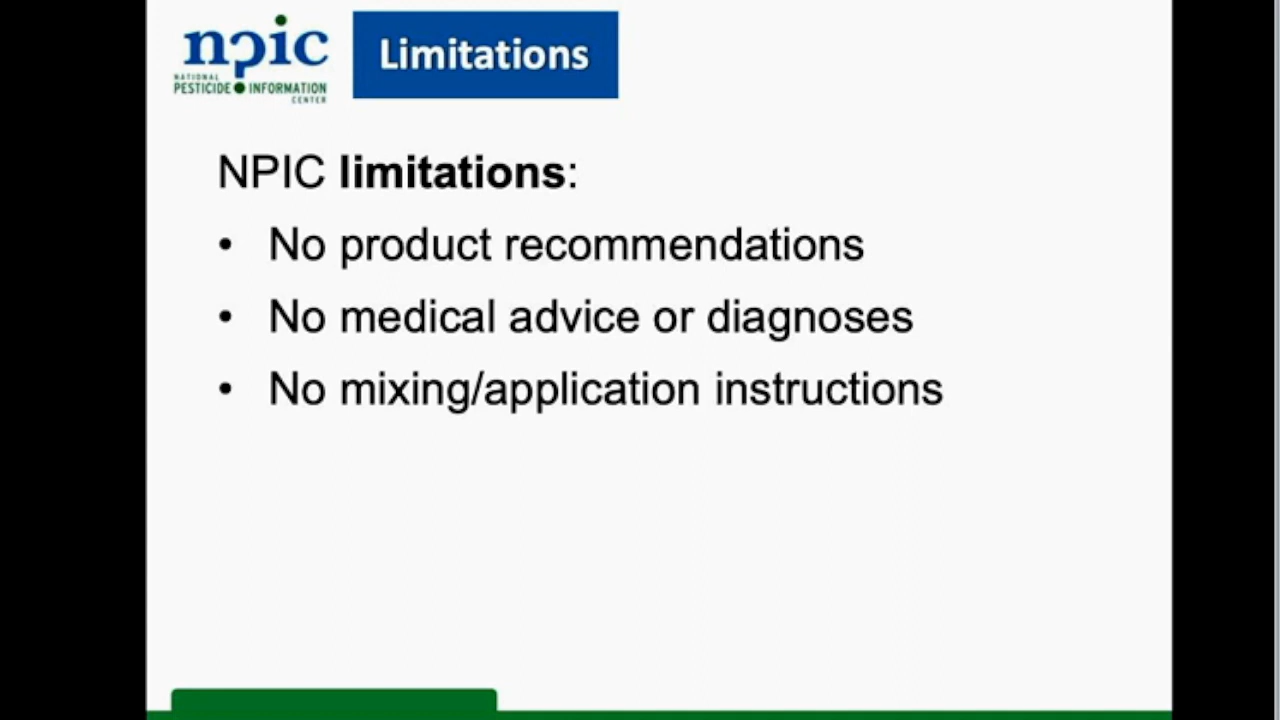 npic
NATIONAL
PESTICIDE INFORMATION
CENTER
Limitations
NPIC limitations:
• No product recommendations
• No medical advice or diagnoses
• No mixing/application instructions